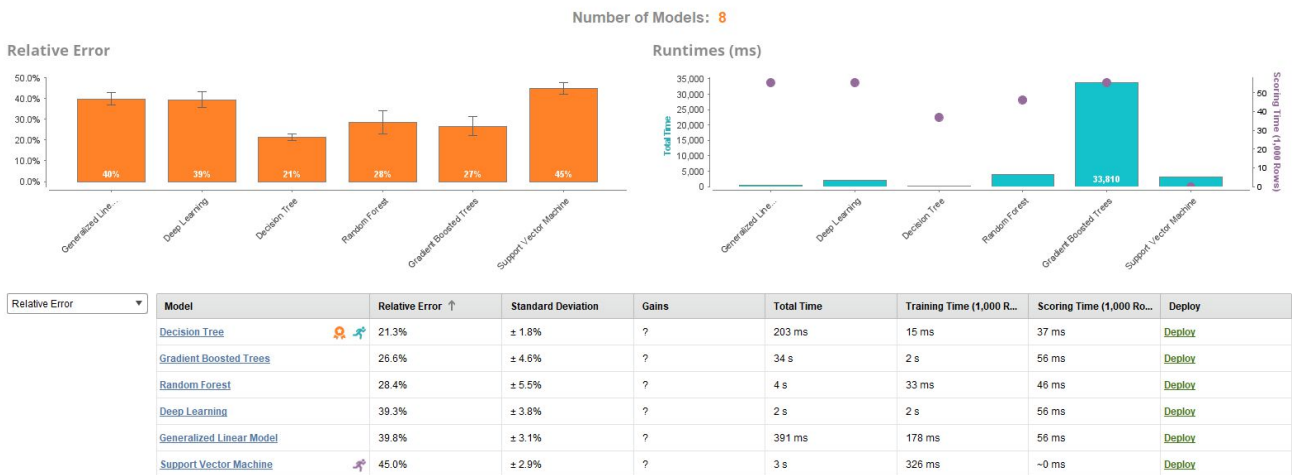 Number of Models: 8
Relative Error
Runtimes (ms)
50.0%
40.0%
30.0%
20.0%
10.0%
0.0%
40%
39%
21%
28%
27%
45%
Generalized Line...
Deep Learning
Decision Tree
Random Forest
Gradient Boosted Trees
Support Vector Machine
Total Time
35,000
30,000
25,000
20,000
15,000
10,000
5,000
0
33,810
50
40
30
20
10
0
Scoring Time (1,000 Rows)
Generalized Line...
Deep Learning
Decision Tree
Random Forest
Gradient Boosted Trees
Support Vector Machine
Relative Error
Model Relative Error ↑ Standard Deviation Gains Total Time Training Time (1,000 R... Scoring Time (1,000 Ro... Deploy
Decision Tree 21.3% ± 1.8% ? 203 ms 15 ms 37 ms Deploy
Gradient Boosted Trees 26.6% ± 4.6% ? 34 s 2 s 56 ms Deploy
Random Forest 28.4% ± 5.5% ? 4 s 33 ms 46 ms Deploy
Deep Learning 39.3% ± 3.8% ? 2 s 2 s 56 ms Deploy
Generalized Linear Model 39.8% ± 3.1% ? 391 ms 178 ms 56 ms Deploy
Support Vector Machine 45.0% ± 2.9% ? 3 s 326 ms ~0 ms Deploy